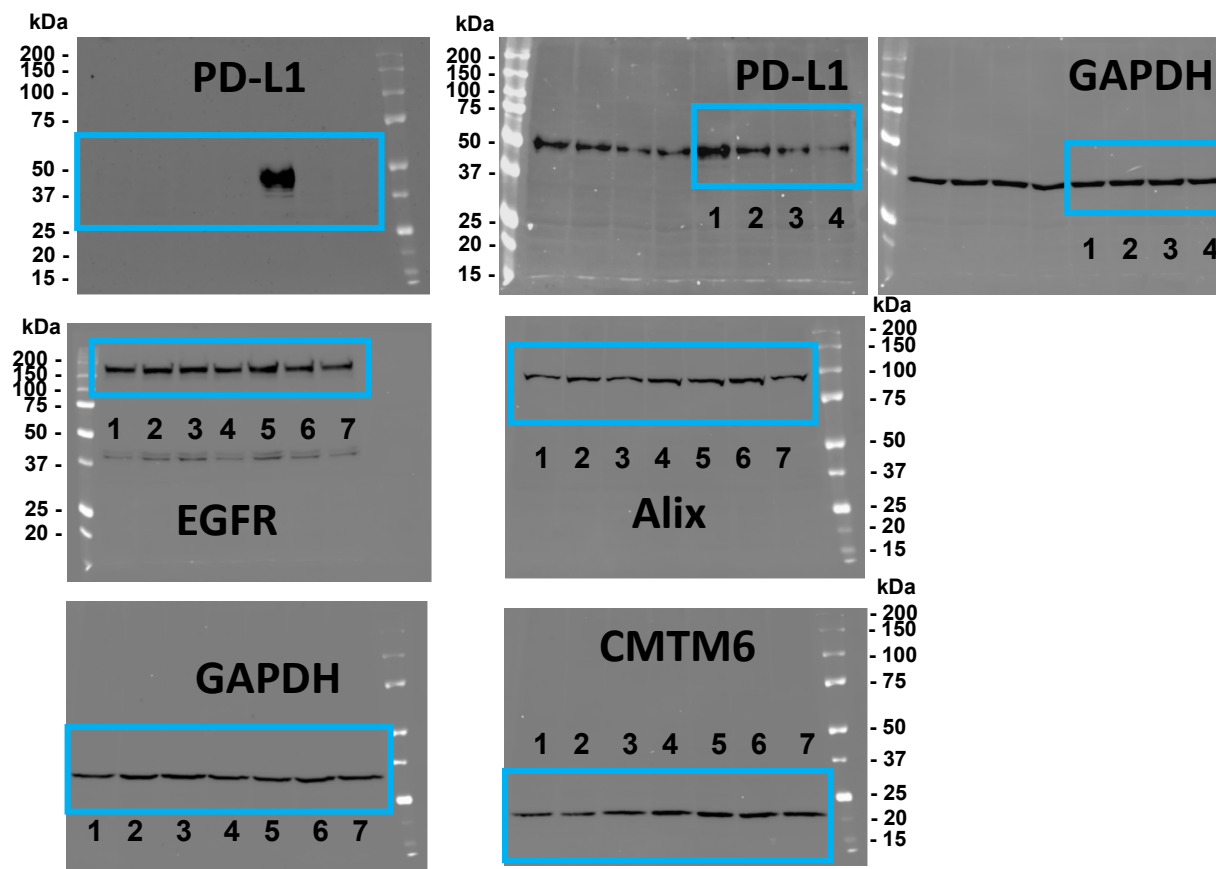 kDa
200 -
150 -
100 -
75 -
50 -
37 -
25 -
20 -
15 -
PD-L1
kDa
200 -
150 -
100 -
75 -
50 -
37 -
25 -
20 -
15 -
PD-L1
1 2 3 4
GAPDH
1 2 3 4
kDa
200 -
150 -
100 -
75 -
50 -
37 -
25 -
20 -
1 2 3 4 5 6 7
EGFR
kDa
- 200
- 150
- 100
- 75
- 50
- 37
- 25
- 20
- 15
1 2 3 4 5 6 7
Alix
GAPDH
1 2 3 4 5 6 7
kDa
- 200
- 150
- 100
- 75
- 50
- 37
- 25
- 20
- 15
CMTM6
1 2 3 4 5 6 7